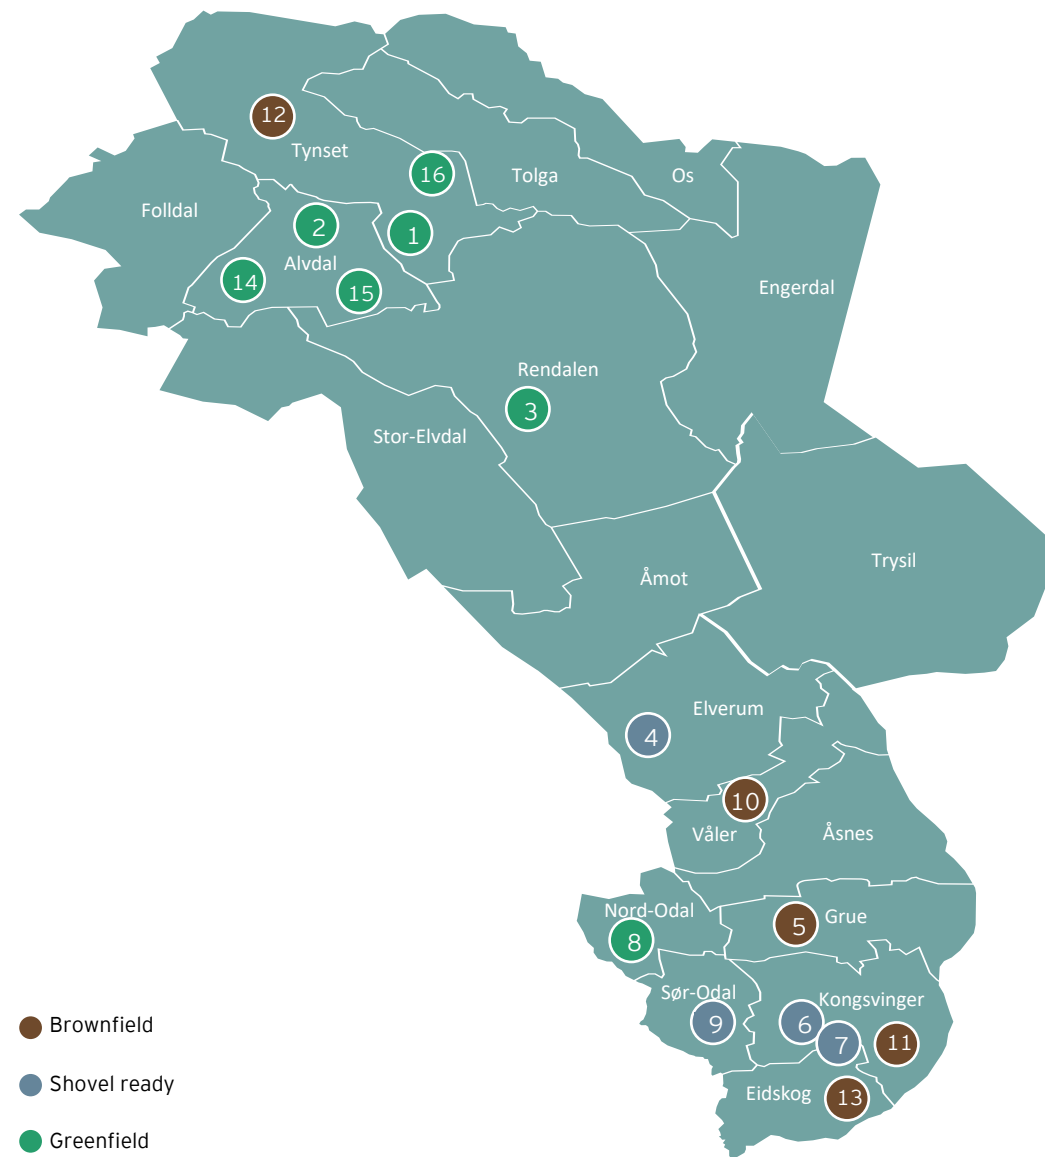 12
Tynset
16
Tolga
Os
Folldal
2
1
Alvdal
14
15
Engerdal
Rendalen
3
Stor-Elvdal
Trysil
Åmot
Elverum
4
10
Våler
Åsnes
Nord-Odal
Grue
5
8
Sør-Odal
Kongsvinger
9
6
7
11
Eidskog
13
Brownfield
Shovel ready
Greenfield